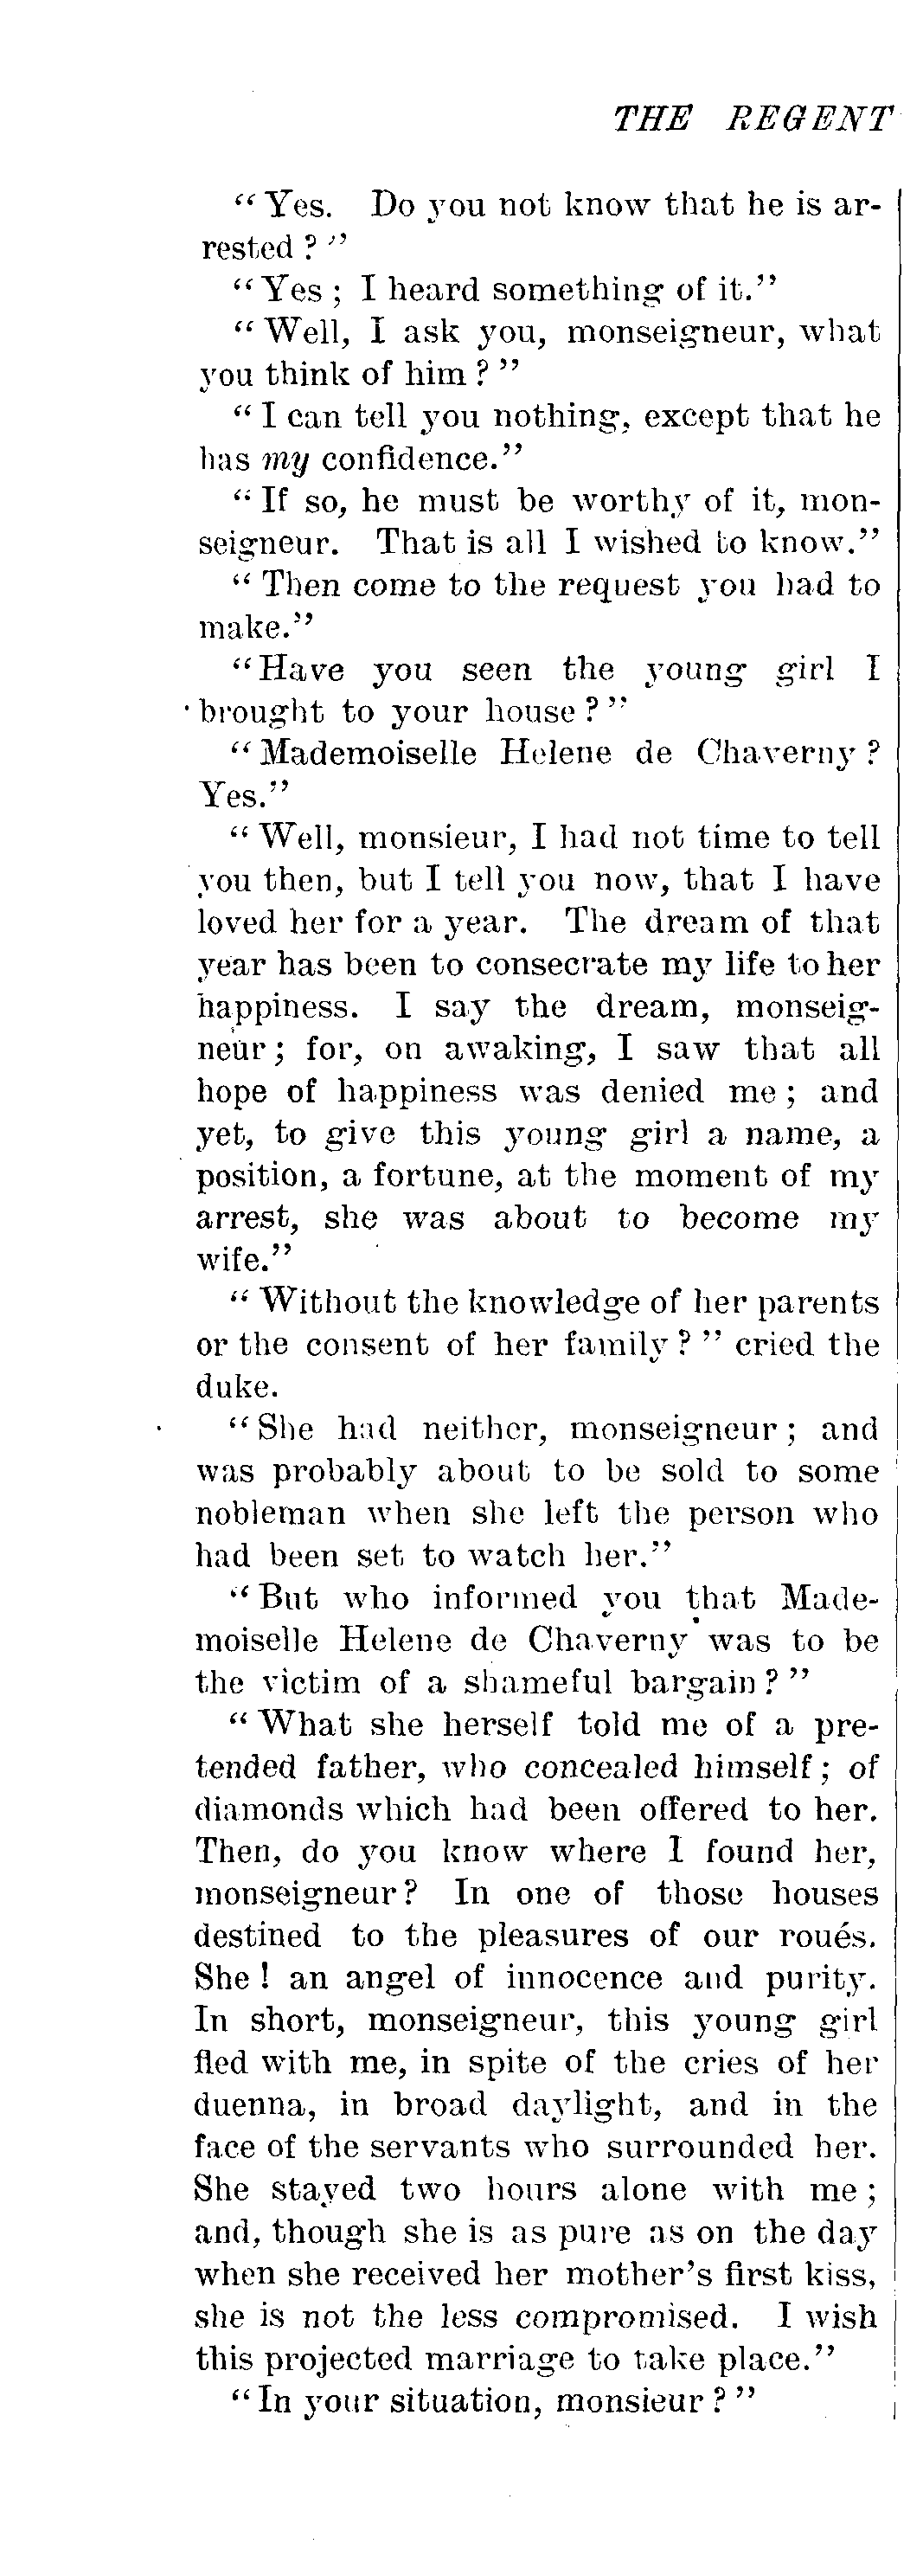 THE REGENT
“Yes. Do you not know that he is ar-
rested?”
“Yes; I heard something of it.”
“Well, I ask you, monseigneur, what
you think of him?”
“I can tell you nothing, except that he
has my confidence.”
“If so, he must be worthy of it, mon-
seigneur. That is all I wished to know.”
“Then come to the request you had to
make.”
“Have you seen the young girl I
brought to your house?”
“Mademoiselle Helene de Chaverny?
Yes.”
“Well, monsieur, I had not time to tell
you then, but I tell you now, that I have
loved her for a year. The dream of that
year has been to consecrate my life to her
happiness. I say the dream, monseig-
neur; for, on awaking, I saw that all
hope of happiness was denied me; and
yet, to give this young girl a name, a
position, a fortune, at the moment of my
arrest, she was about to become my
wife.”
“Without the knowledge of her parents
or the consent of her family?” cried the
duke.
“She had neither, monseigneur; and
was probably about to be sold to some
nobleman when she left the person who
had been set to watch her.”
“But who informed you that Made-
moiselle Helene de Chaverny was to be
the victim of a shameful bargain?”
“What she herself told me of a pre-
tended father, who concealed himself; of
diamonds which had been offered to her.
Then, do you know where I found her,
monseigneur? In one of those houses
destined to the pleasures of our roués.
She! an angel of innocence and purity.
In short, monseigneur, this young girl
fled with me, in spite of the cries of her
duenna, in broad daylight, and in the
face of the servants who surrounded her.
She stayed two hours alone with me;
and, though she is as pure as on the day
when she received her mother’s first kiss,
she is not the less compromised. I wish
this projected marriage to take place.”
“In your situation, monsieur?”